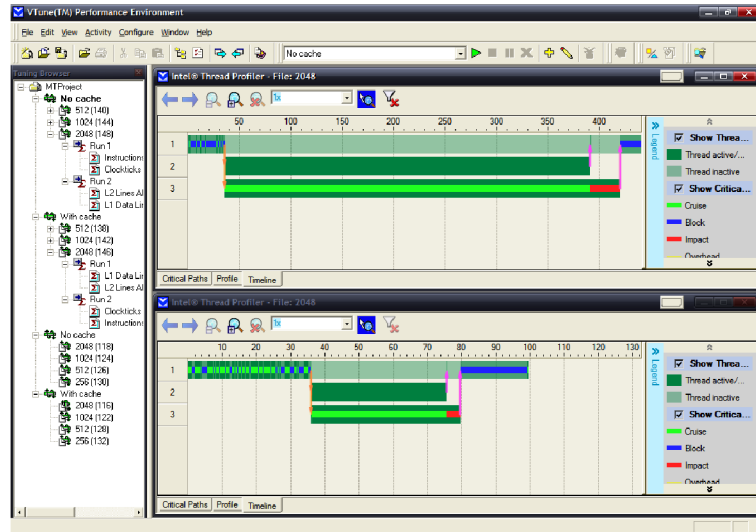 VTune(TM) Performance Environment
File Edit View Activity Configure Window Help
No cache
Tuning Browser
MTProject
No cache
512 (140)
1024 (144)
2048 (148)
Run 1
Instructions
Clockticks
Run 2
L2 Lines Al
L1 Data Lin
With cache
512 (138)
1024 (142)
2048 (146)
Run 1
L1 Data Lin
L2 Lines Al
Run 2
Clockticks
Instructions
No cache
2048 (118)
1024 (124)
512 (126)
256 (130)
With cache
2048 (116)
1024 (122)
512 (128)
256 (132)
Intel® Thread Profiler - File: 2048
1x
50 100 150 200 250 300 350 400
1
2
3
Legend
Show Threa...
Thread active/...
Thread inactive
Show Critica...
Cruise
Block
Impact
Overhead
Critical Paths Profile Timeline
Intel® Thread Profiler - File: 2048
1x
10 20 30 40 50 60 70 80 90 100 110 120 130
1
2
3
Legend
Show Threa...
Thread active/...
Thread inactive
Show Critica...
Cruise
Block
Impact
Overhead
Critical Paths Profile Timeline